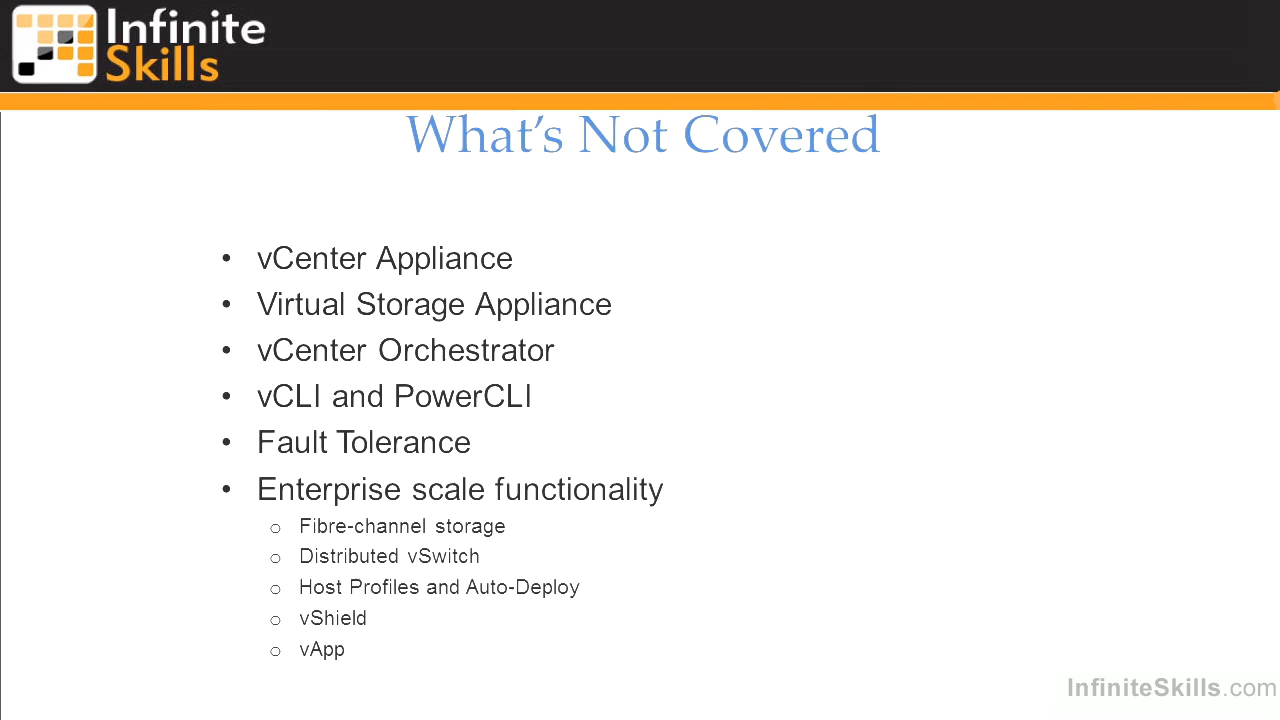 Infinite
Skills
What's Not Covered
• vCenter Appliance
• Virtual Storage Appliance
• vCenter Orchestrator
• vCLI and PowerCLI
• Fault Tolerance
• Enterprise scale functionality
o Fibre-channel storage
o Distributed vSwitch
o Host Profiles and Auto-Deploy
o vShield
o vApp
InfiniteSkills.com